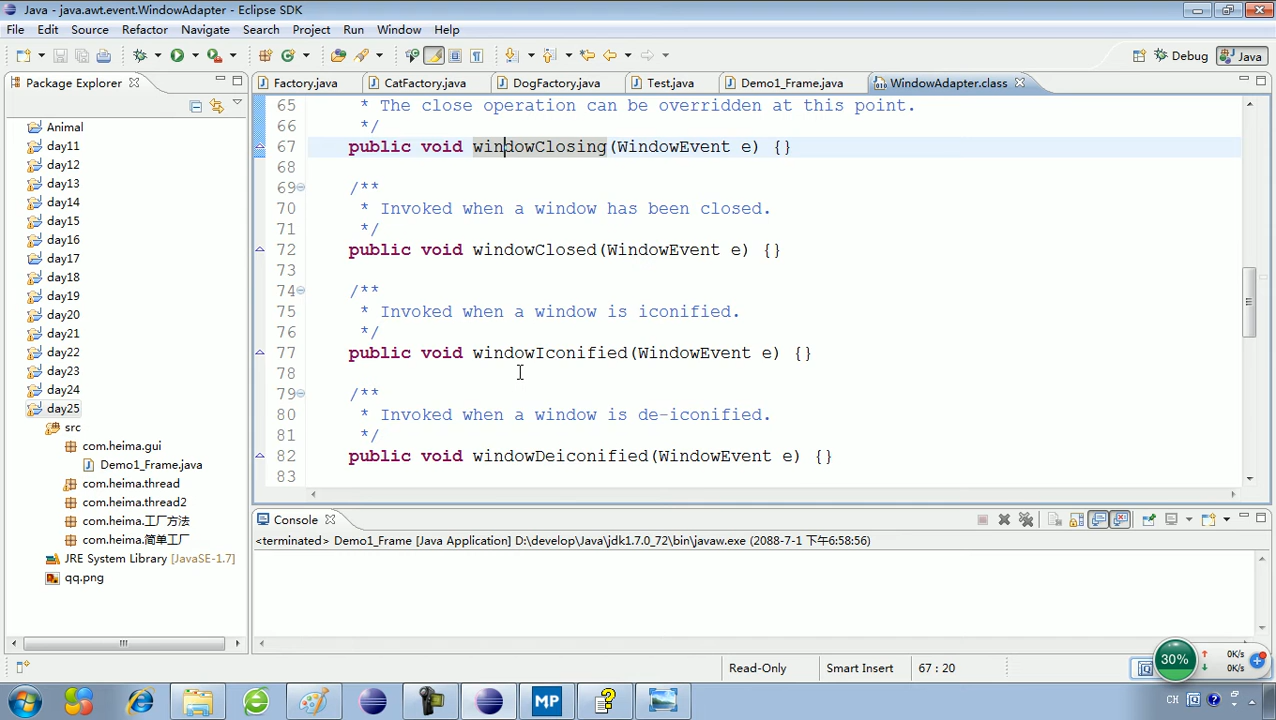 Java - java.awt.event.WindowAdapter - Eclipse SDK
File Edit Source Refactor Navigate Search Project Run Window Help
Debug Java
Package Explorer
Factory.java CatFactory.java DogFactory.java Test.java Demo1_Frame.java WindowAdapter.class
Animal
day11
day12
day13
day14
day15
day16
day17
day18
day19
day20
day21
day22
day23
day24
day25
src
com.heima.gui
Demo1_Frame.java
com.heima.thread
com.heima.thread2
com.heima.工厂方法
com.heima.简单工厂
JRE System Library [JavaSE-1.7]
qq.png
65 * The close operation can be overridden at this point.
66 */
67 public void windowClosing(WindowEvent e) {}
68
69 /**
70 * Invoked when a window has been closed.
71 */
72 public void windowClosed(WindowEvent e) {}
73
74 /**
75 * Invoked when a window is iconified.
76 */
77 public void windowIconified(WindowEvent e) {}
78
79 /**
80 * Invoked when a window is de-iconified.
81 */
82 public void windowDeiconified(WindowEvent e) {}
83
Console
<terminated> Demo1_Frame [Java Application] D:\develop\Java\jdk1.7.0_72\bin\javaw.exe (2088-7-1 下午6:58:56)
Read-Only Smart Insert 67 : 20
30% 0K/s
0K/s
MP CH